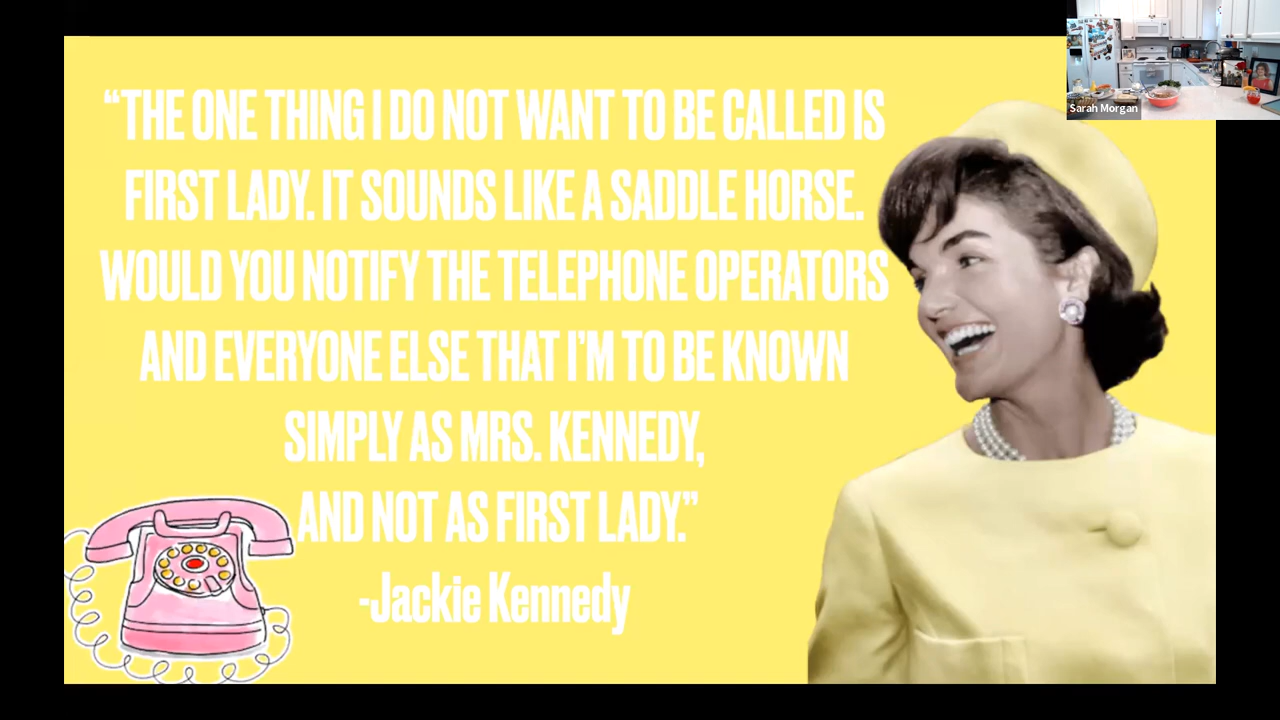 “THE ONE THING I DO NOT WANT TO BE CALLED IS
FIRST LADY. IT SOUNDS LIKE A SADDLE HORSE.
WOULD YOU NOTIFY THE TELEPHONE OPERATORS
AND EVERYONE ELSE THAT I'M TO BE KNOWN
SIMPLY AS MRS. KENNEDY,
AND NOT AS FIRST LADY.”
-Jackie Kennedy
Sarah Morgan